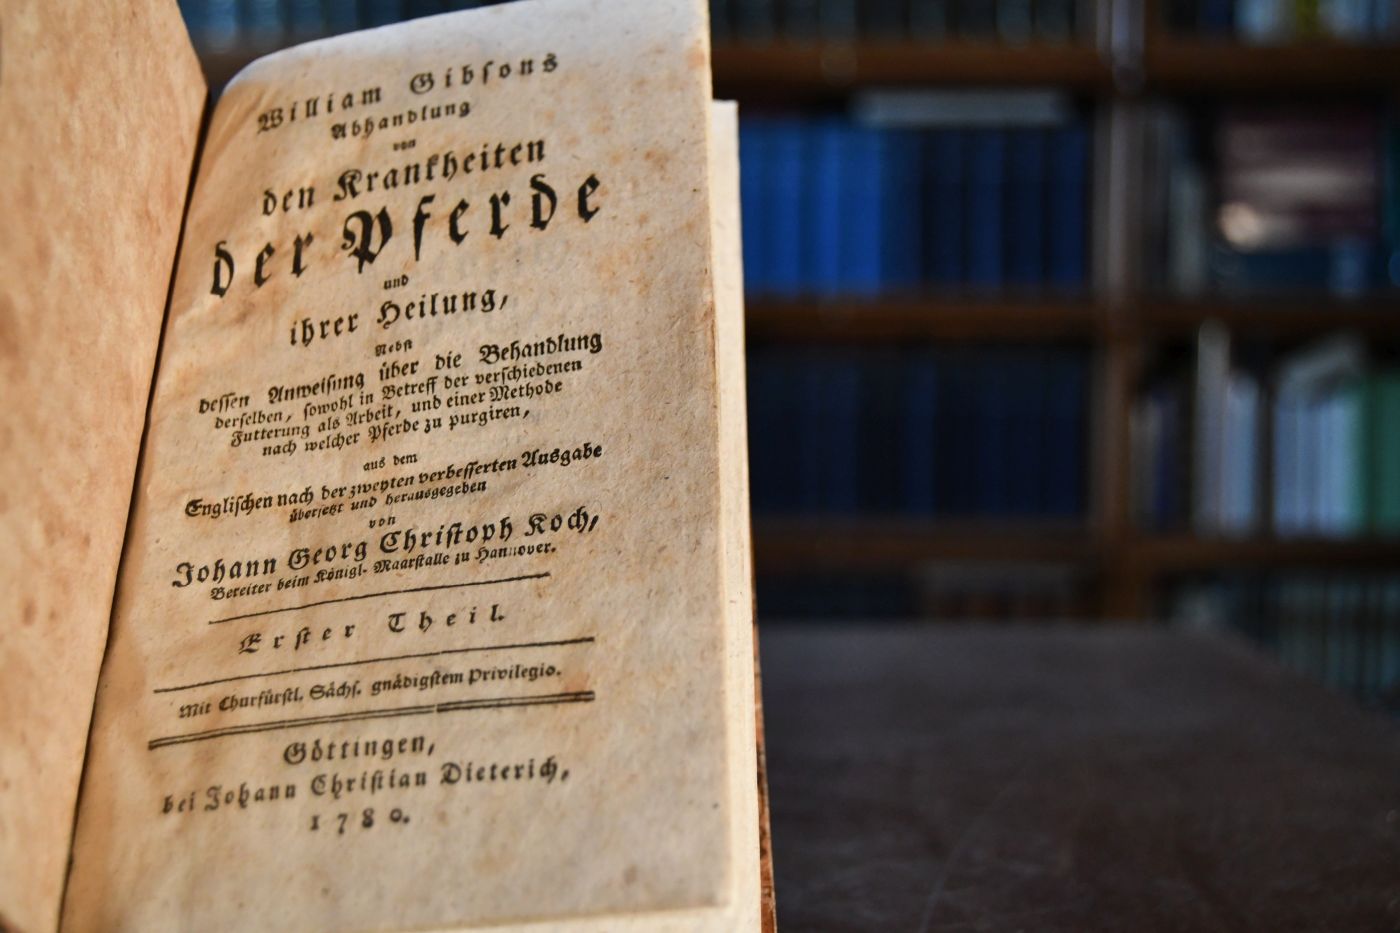 William Gibſons
Abhandlung
von
den Krankheiten
der Pferde
und
ihrer Heilung,
Nebſt
deſſen Anweiſung über die Behandlung
derſelben, ſowohl in Betreff der verſchiedenen
Futterung als Arbeit, und einer Methode
nach welcher Pferde zu purgiren,
aus dem
Engliſchen nach der zweyten verbeſſerten Ausgabe
überſetzt und herausgegeben
von
Johann Georg Chriſtoph Koch,
Bereiter beim Königl. Maarſtalle zu Hannover.
Erſter Theil.
Mit Churfürſtl. Sächſ. gnädigſtem Privilegio.
Göttingen,
bei Johann Chriſtian Dieterich,
1780.